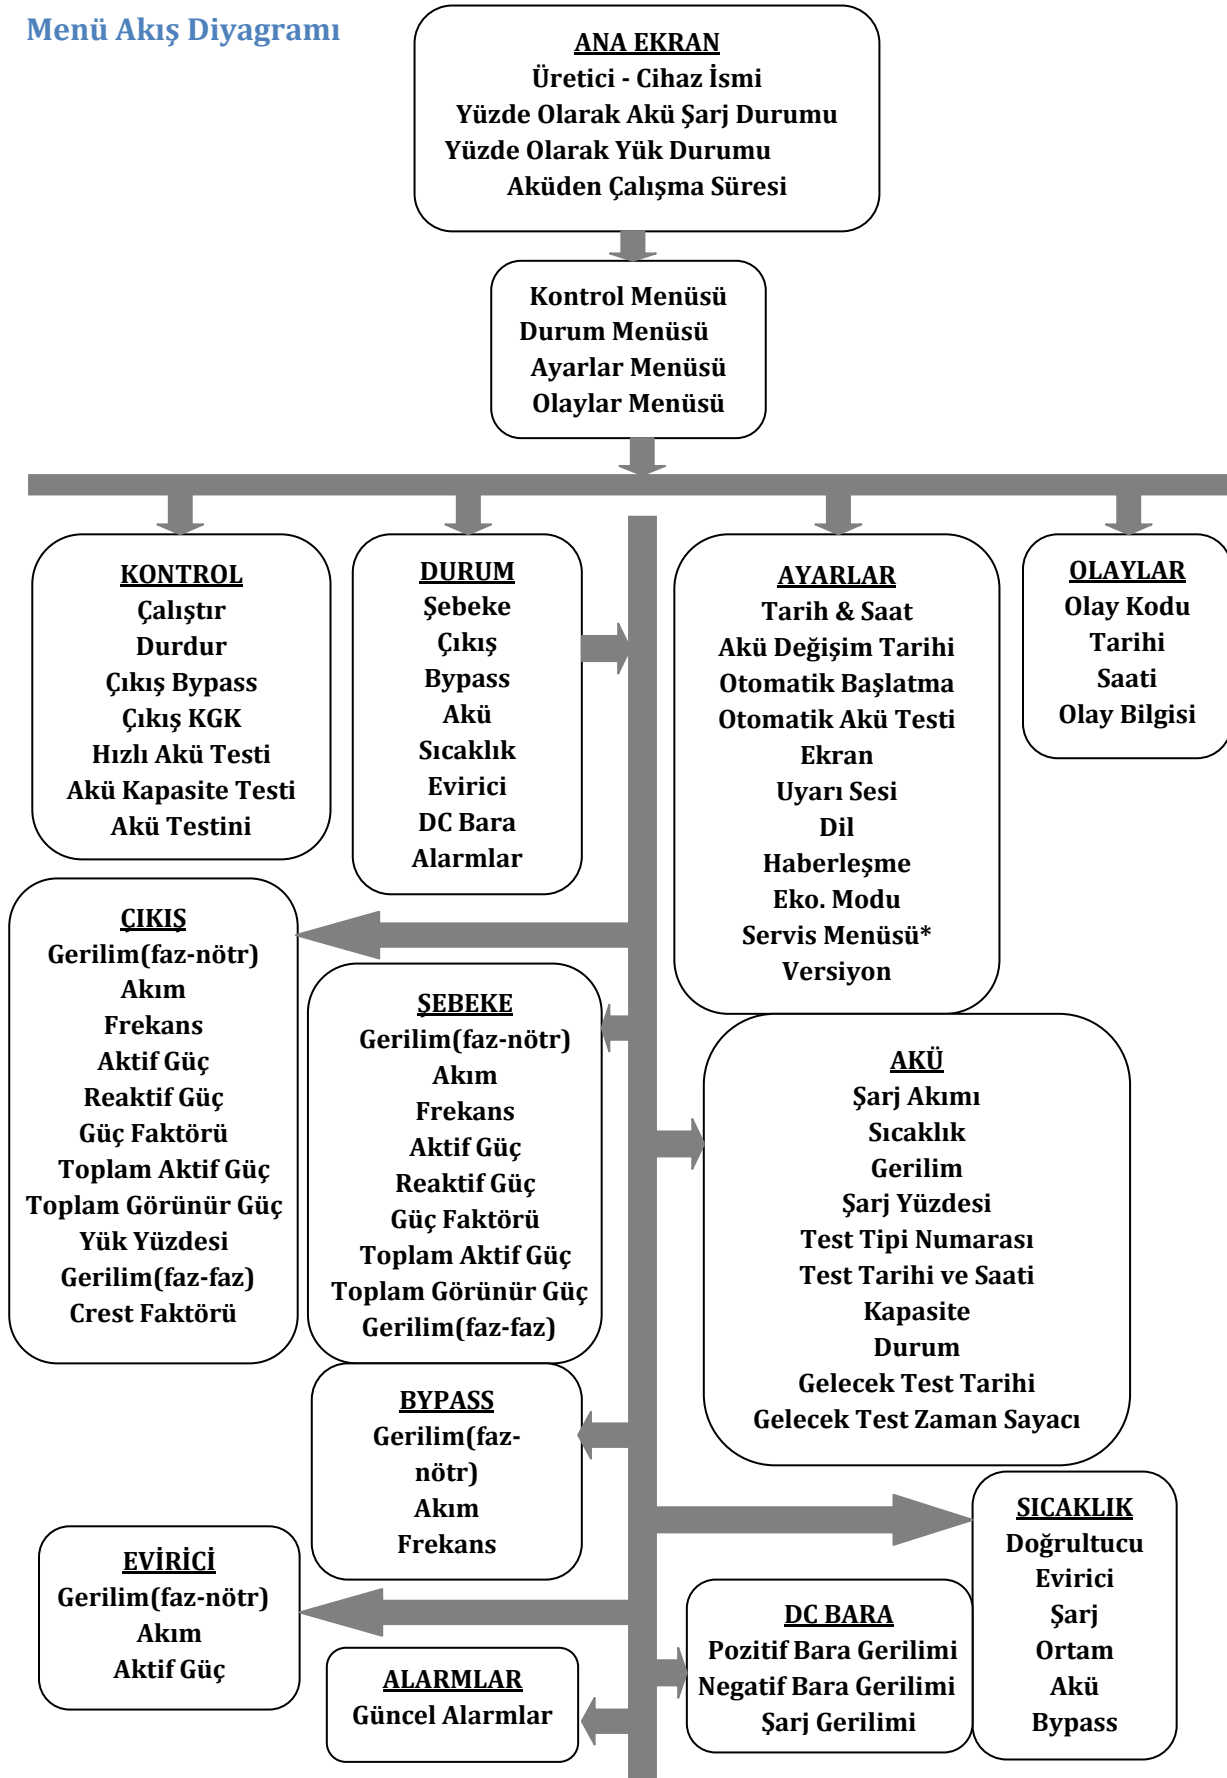 Menü Akış Diyagramı
ANA EKRAN
Üretici - Cihaz İsmi
Yüzde Olarak Akü Şarj Durumu
Yüzde Olarak Yük Durumu
Aküden Çalışma Süresi
Kontrol Menüsü
Durum Menüsü
Ayarlar Menüsü
Olaylar Menüsü
KONTROL
Çalıştır
Durdur
Çıkış Bypass
Çıkış KGK
Hızlı Akü Testi
Akü Kapasite Testi
Akü Testini
DURUM
Şebeke
Çıkış
Bypass
Akü
Sıcaklık
Evirici
DC Bara
Alarmlar
AYARLAR
Tarih & Saat
Akü Değişim Tarihi
Otomatik Başlatma
Otomatik Akü Testi
Ekran
Uyarı Sesi
Dil
Haberleşme
Eko. Modu
Servis Menüsü*
Versiyon
OLAYLAR
Olay Kodu
Tarihi
Saati
Olay Bilgisi
ÇIKIŞ
Gerilim(faz-nötr)
Akım
Frekans
Aktif Güç
Reaktif Güç
Güç Faktörü
Toplam Aktif Güç
Toplam Görünür Güç
Yük Yüzdesi
Gerilim(faz-faz)
Crest Faktörü
ŞEBEKE
Gerilim(faz-nötr)
Akım
Frekans
Aktif Güç
Reaktif Güç
Güç Faktörü
Toplam Aktif Güç
Toplam Görünür Güç
Gerilim(faz-faz)
AKÜ
Şarj Akımı
Sıcaklık
Gerilim
Şarj Yüzdesi
Test Tipi Numarası
Test Tarihi ve Saati
Kapasite
Durum
Gelecek Test Tarihi
Gelecek Test Zaman Sayacı
BYPASS
Gerilim(faz-
nötr)
Akım
Frekans
SICAKLIK
Doğrultucu
Evirici
Şarj
Ortam
Akü
Bypass
EVİRİCİ
Gerilim(faz-nötr)
Akım
Aktif Güç
DC BARA
Pozitif Bara Gerilimi
Negatif Bara Gerilimi
Şarj Gerilimi
ALARMLAR
Güncel Alarmlar